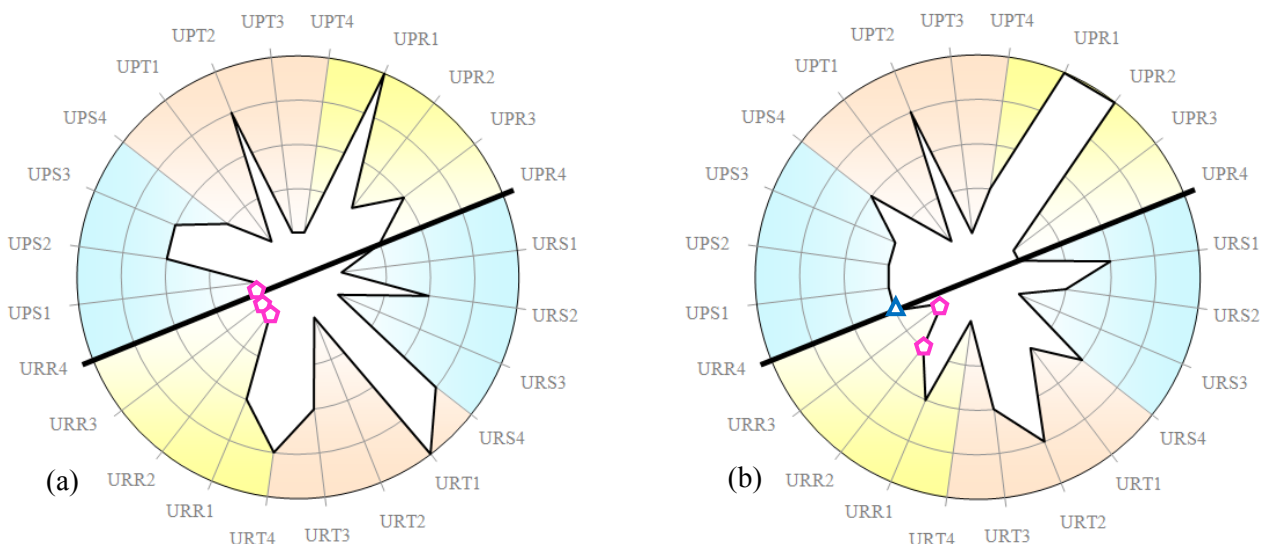 UPT3
UPT4
UPT2
UPR1
UPT1
UPR2
UPS4
UPR3
UPS3
UPR4
UPS2
URS1
UPS1
URS2
URR4
URS3
URR3
URS4
URR2
URT1
URR1
URT2
URT4
URT3
(a)
UPT3
UPT4
UPT2
UPR1
UPT1
UPR2
UPS4
UPR3
UPS3
UPR4
UPS2
URS1
UPS1
URS2
URR4
URS3
URR3
URS4
URR2
URT1
URR1
URT2
URT4
URT3
(b)